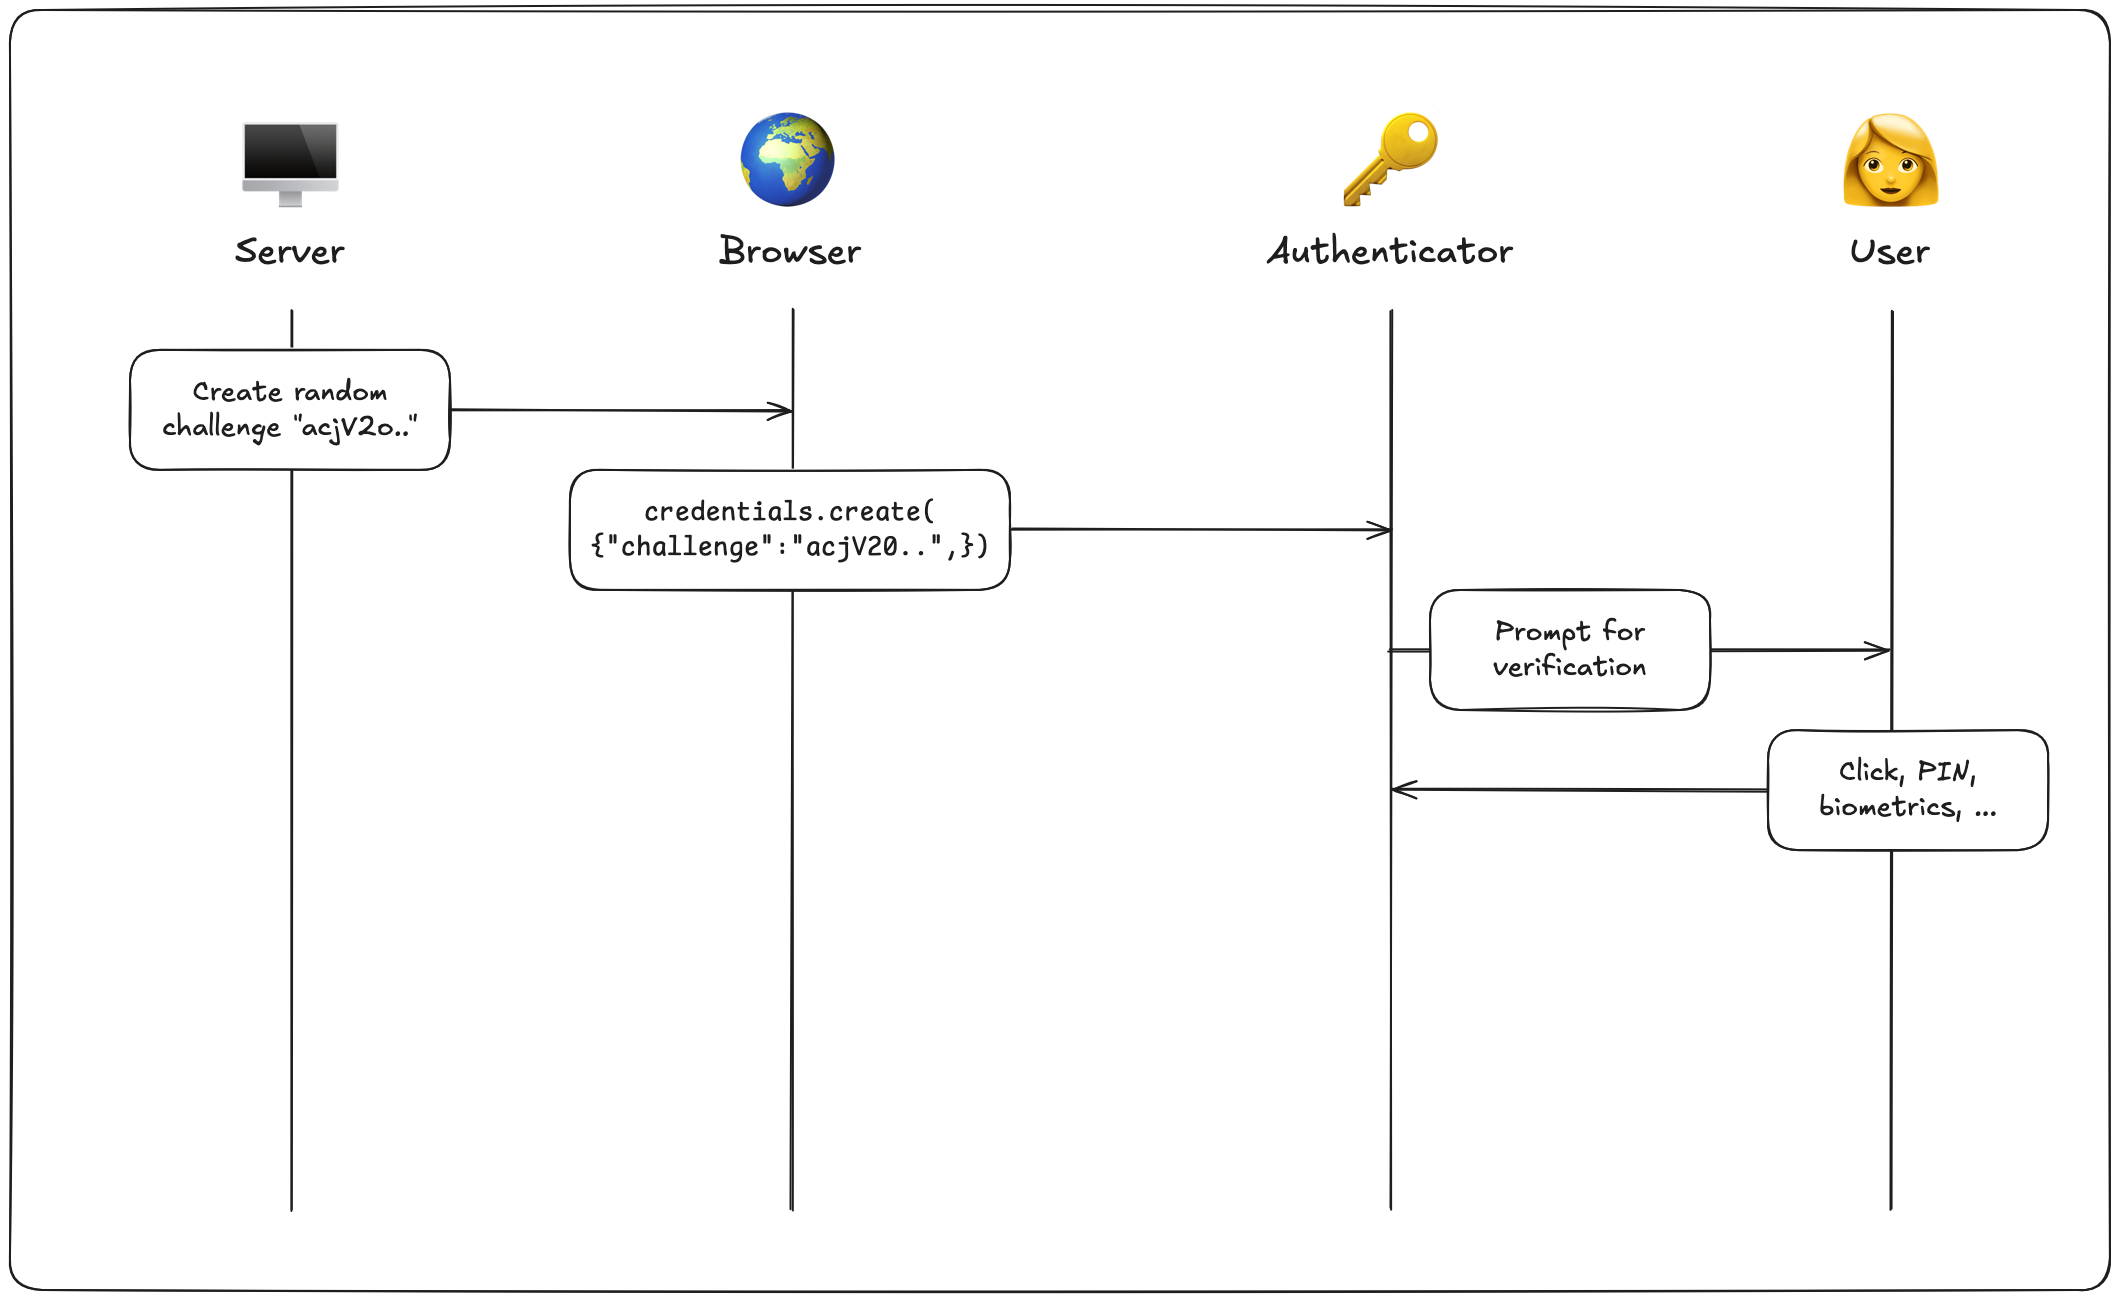 Server
Browser
Authenticator
User
Create random
challenge "acjV2o.."
credentials.create(
{"challenge":"acjV20..",})
Prompt for
verification
Click, PIN,
biometrics, ...